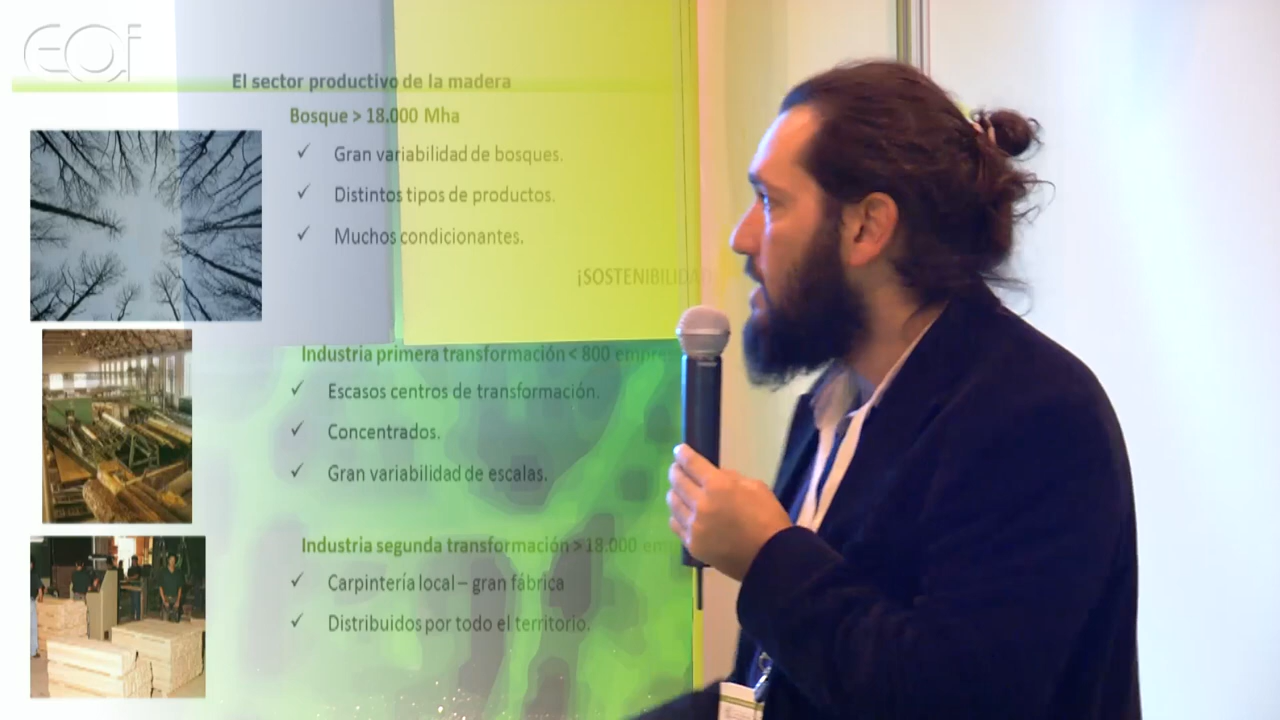 eoi
El sector productivo de la madera
Bosque > 18.000 Mha
✓ Gran variabilidad de bosques.
✓ Distintos tipos de productos.
✓ Muchos condicionantes.
¡SOSTENIBILIDAD
Industria primera transformación < 800
✓ Escasos centros de transformación.
✓ Concentrados.
✓ Gran variabilidad de escalas.
Industria segunda transformación > 18.000
✓ Carpintería local – gran fábrica
✓ Distribuidos por todo el territorio.